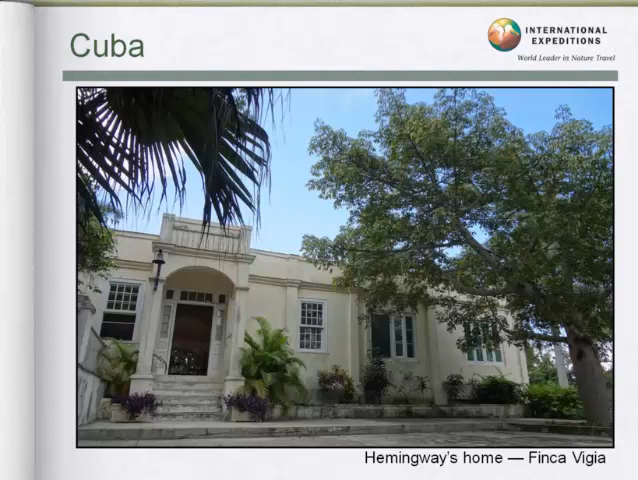 Cuba
INTERNATIONAL
EXPEDITIONS
World Leader in Nature Travel
Hemingway's home — Finca Vigia